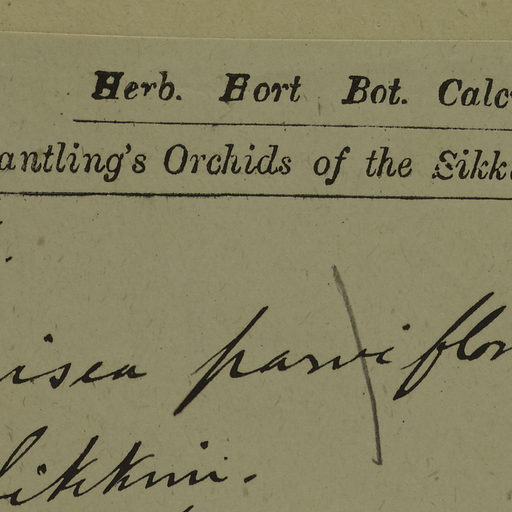 Herb. Hort Bot. Calc
antling's Orchids of the Sikk
isea parviflor
Sikkim.